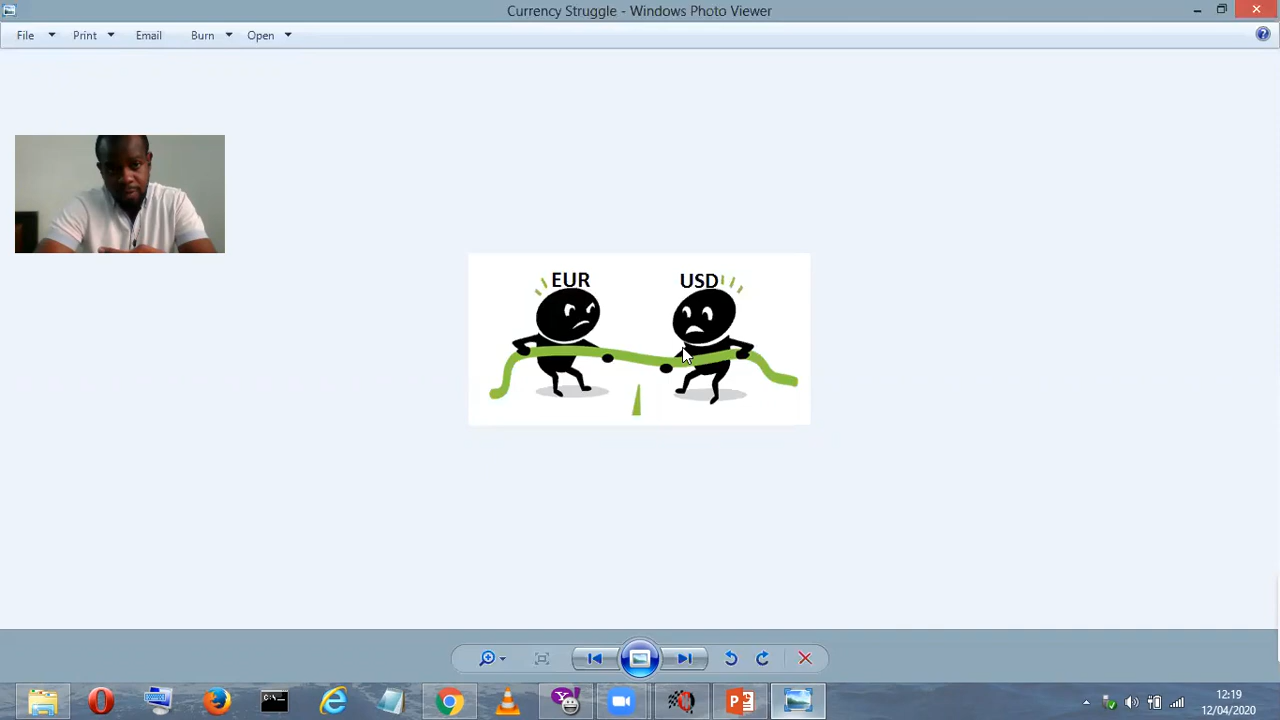 Currency Struggle - Windows Photo Viewer
File Print Email Burn Open
EUR USD
12:19
12/04/2020